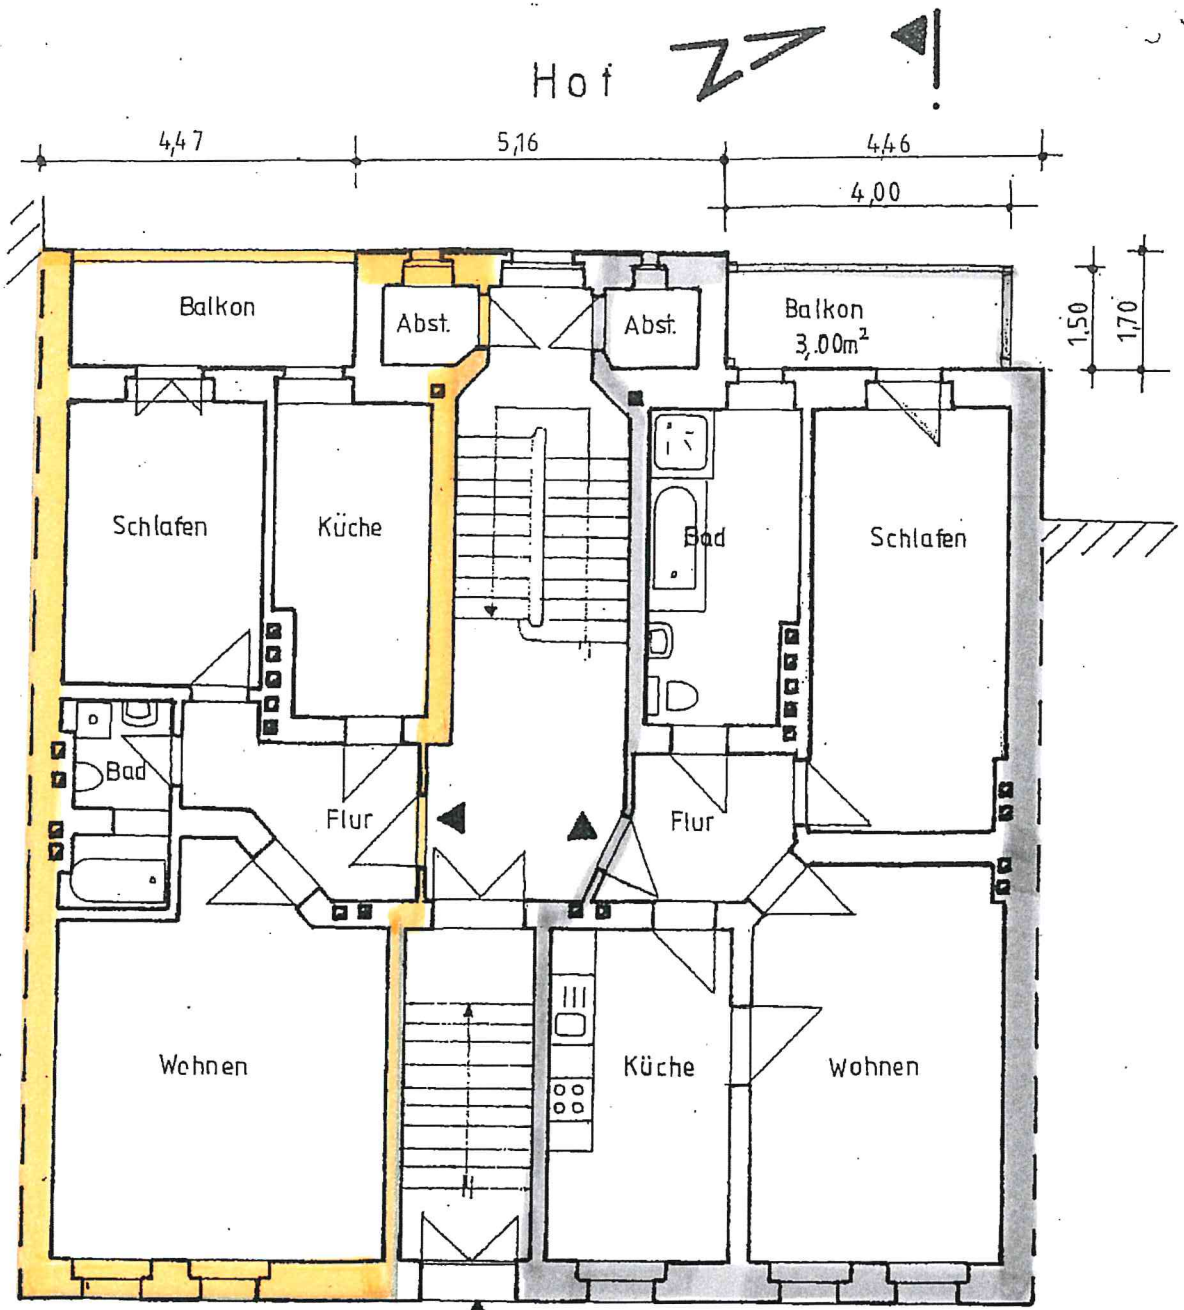 Hof
4,47
5,16
4,46
4,00
Balkon
Abst.
Abst.
Balkon
3,00m²
1,50
1,70
Schlafen
Küche
Bad
Schlafen
Bad
Flur
Flur
Wohnen
Küche
Wohnen